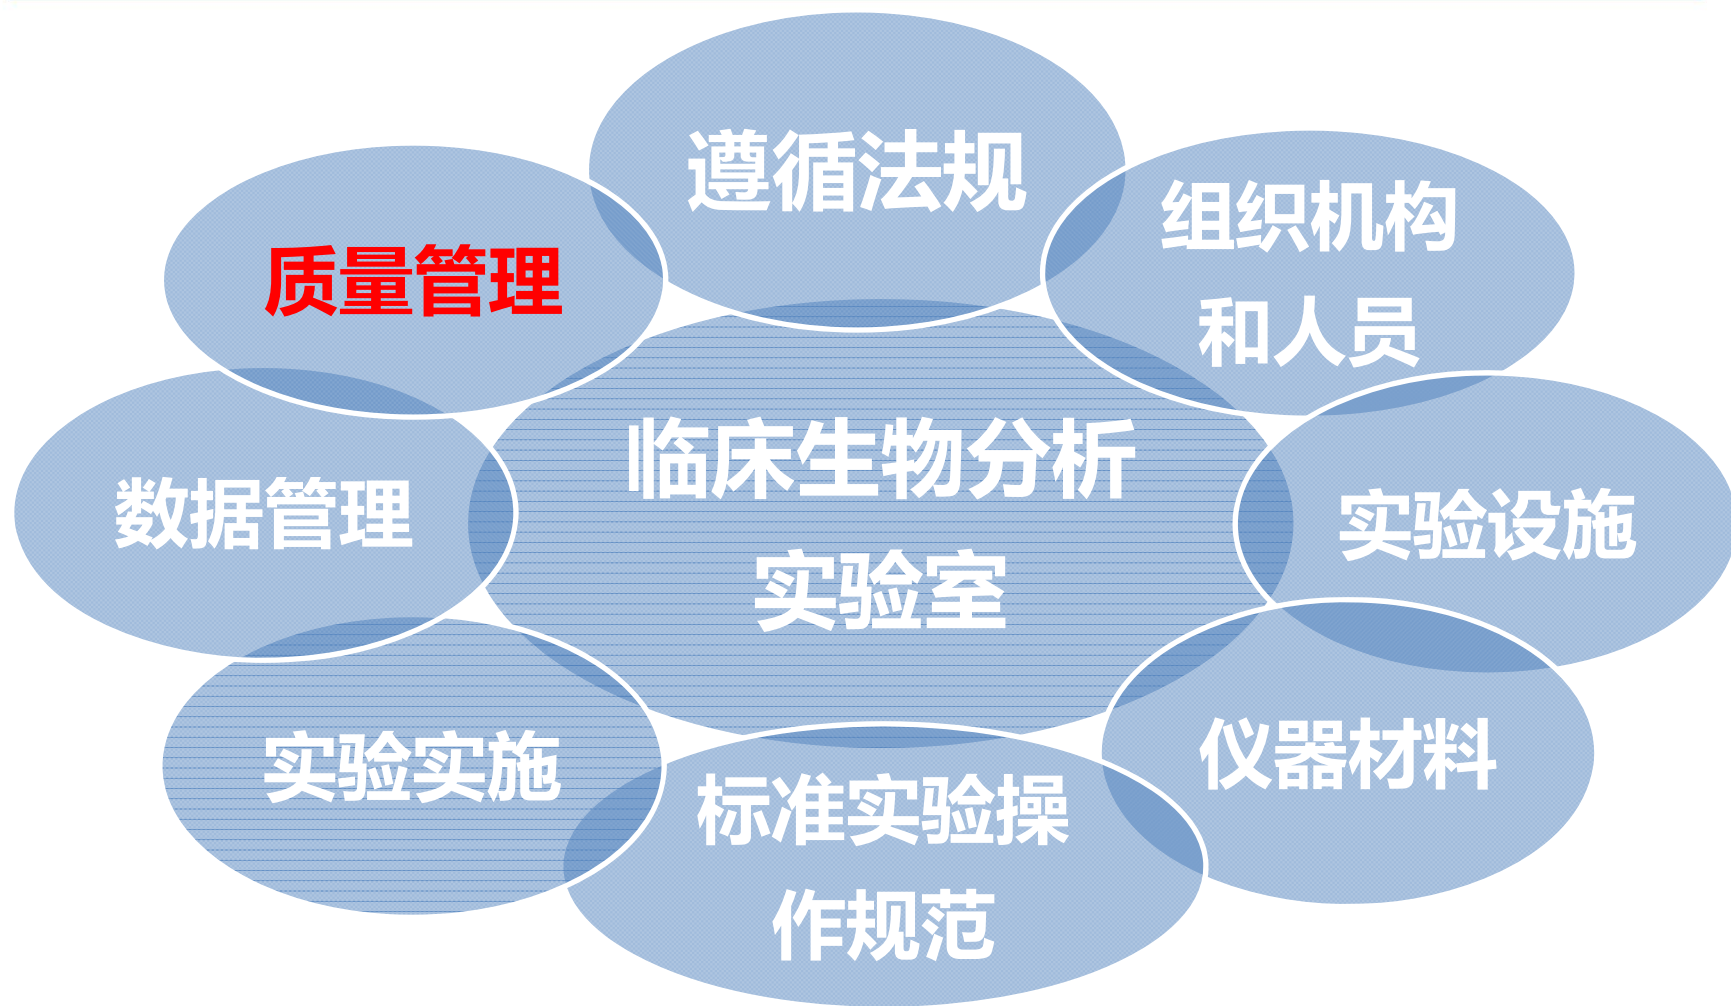 遵循法规
组织机构
和人员
质量管理
临床生物分析
实验室
数据管理
实验设施
实验实施
仪器材料
标准实验操
作规范